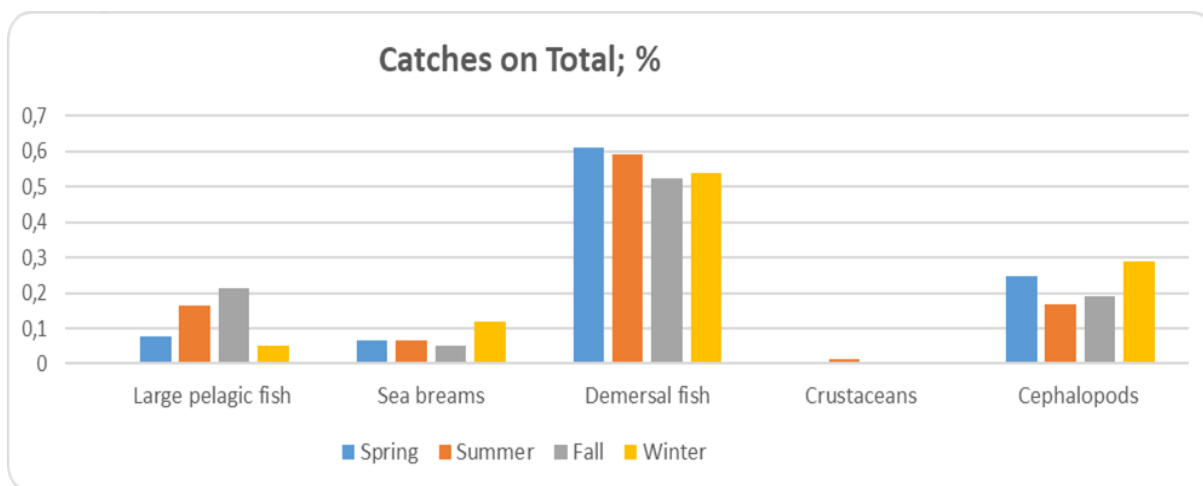 Catches on Total; %
0,7
0,6
0,5
0,4
0,3
0,2
0,1
0
Large pelagic fish Sea breams Demersal fish Crustaceans Cephalopods
Spring Summer Fall Winter